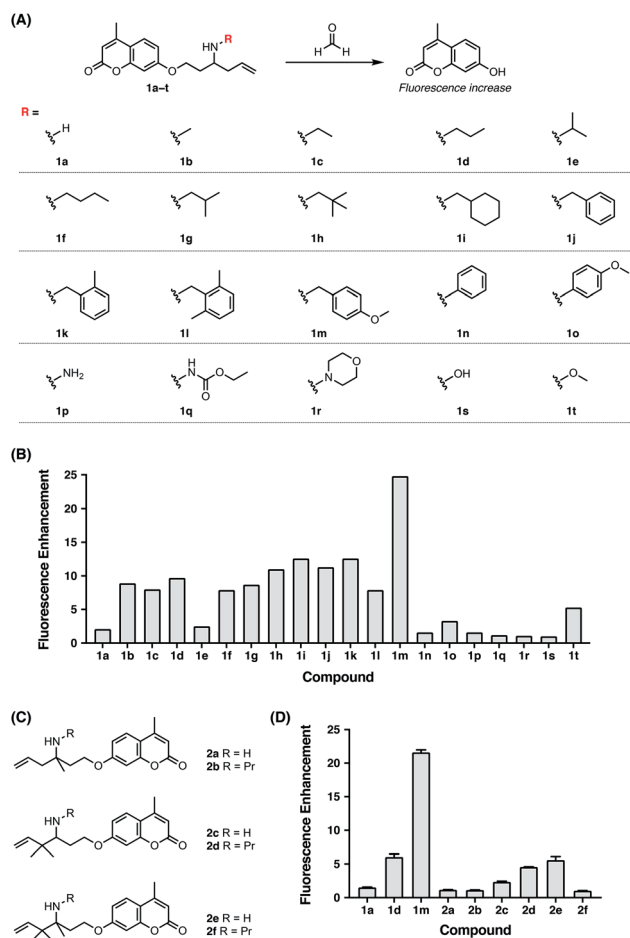 (A)
HN R
O
H H
O O O
1a–t
O O OH
Fluorescence increase
R =
H
1a 1b 1c 1d 1e
1f 1g 1h 1i 1j
O
O
1k 1l 1m 1n 1o
NH2
H
N O
O
O
N
OH
O
1p 1q 1r 1s 1t
(B)
Fluorescence Enhancement
25
20
15
10
5
0
1a 1b 1c 1d 1e 1f 1g 1h 1i 1j 1k 1l 1m 1n 1o 1p 1q 1r 1s 1t
Compound
(C)
HN R
O O O
2a R = H
2b R = Pr
HN R
O O O
2c R = H
2d R = Pr
HN R
O O O
2e R = H
2f R = Pr
(D)
Fluorescence Enhancement
25
20
15
10
5
0
1a 1d 1m 2a 2b 2c 2d 2e 2f
Compound